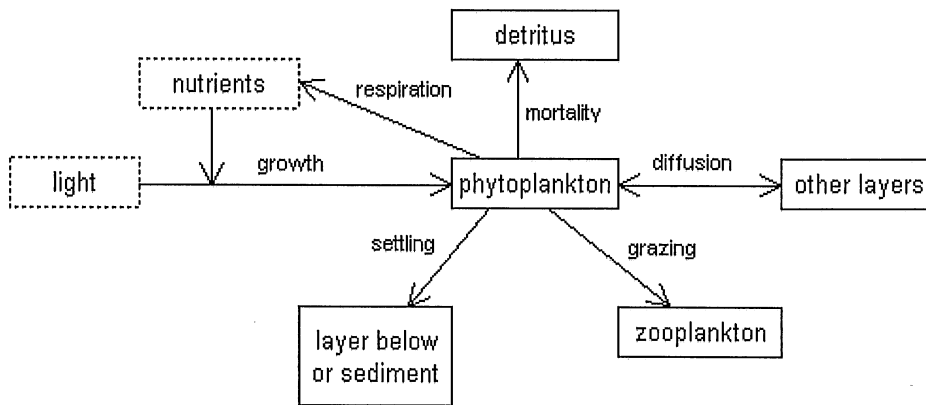 detritus
nutrients
respiration
mortality
light
growth
phytoplankton
diffusion
other layers
settling
grazing
layer below
or sediment
zooplankton